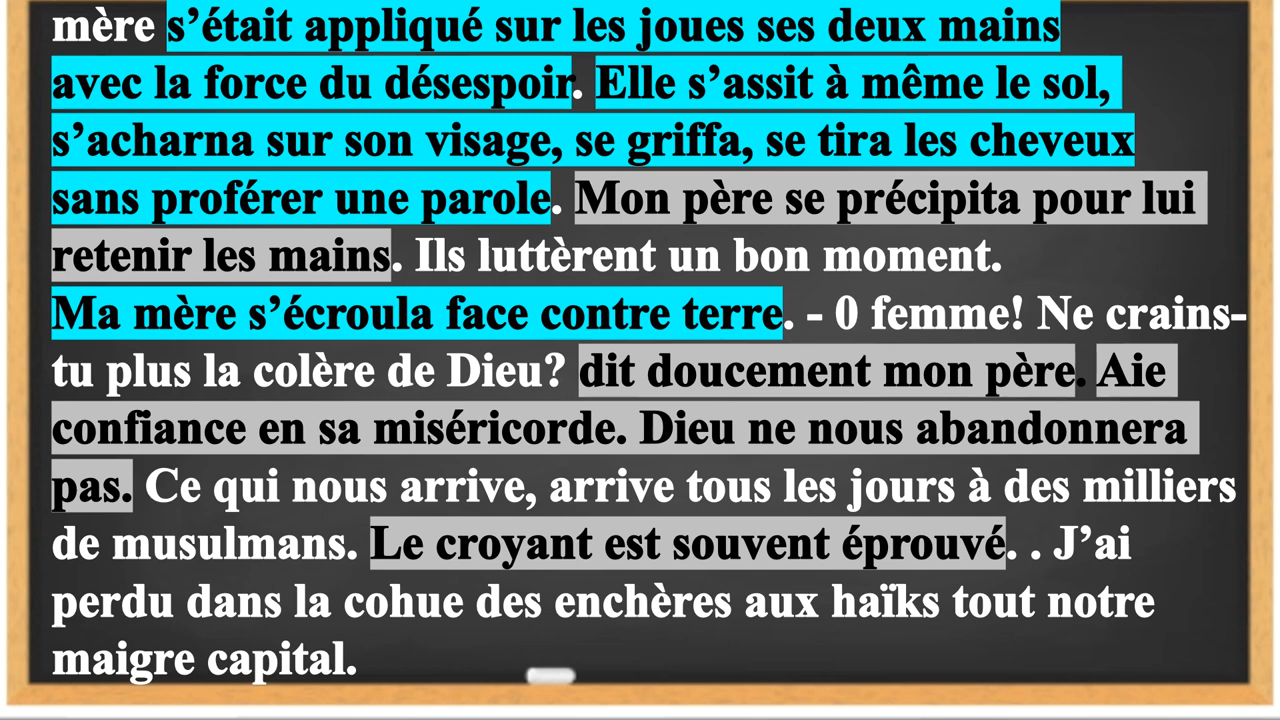 mère s’était appliqué sur les joues ses deux mains
avec la force du désespoir. Elle s’assit à même le sol,
s’acharna sur son visage, se griffa, se tira les cheveux
sans proférer une parole. Mon père se précipita pour lui
retenir les mains. Ils luttèrent un bon moment.
Ma mère s’écroula face contre terre. - 0 femme! Ne crains-
tu plus la colère de Dieu? dit doucement mon père. Aie
confiance en sa miséricorde. Dieu ne nous abandonnera
pas. Ce qui nous arrive, arrive tous les jours à des milliers
de musulmans. Le croyant est souvent éprouvé. . J’ai
perdu dans la cohue des enchères aux haïks tout notre
maigre capital.